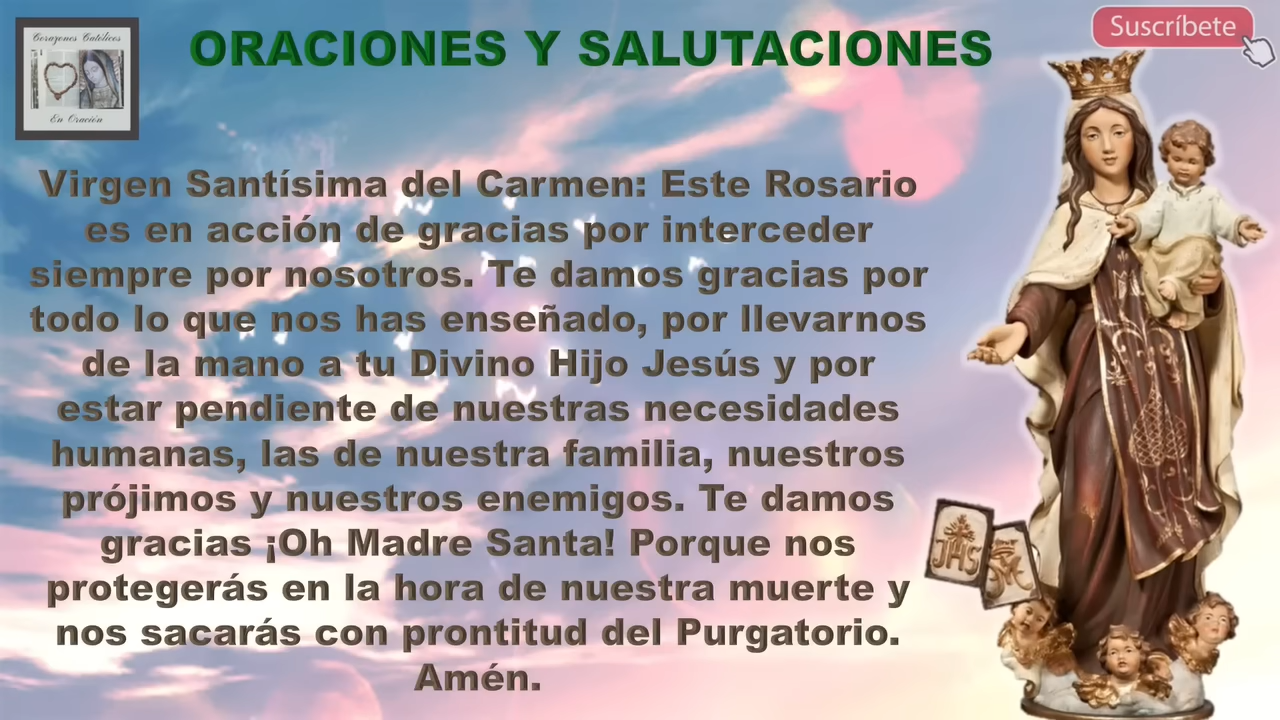 Corazones Católicos
En Oración
ORACIONES Y SALUTACIONES
Suscríbete
Virgen Santísima del Carmen: Este Rosario
es en acción de gracias por interceder
siempre por nosotros. Te damos gracias por
todo lo que nos has enseñado, por llevarnos
de la mano a tu Divino Hijo Jesús y por
estar pendiente de nuestras necesidades
humanas, las de nuestra familia, nuestros
prójimos y nuestros enemigos. Te damos
gracias ¡Oh Madre Santa! Porque nos
protegerás en la hora de nuestra muerte y
nos sacarás con prontitud del Purgatorio.
Amén.
JHS